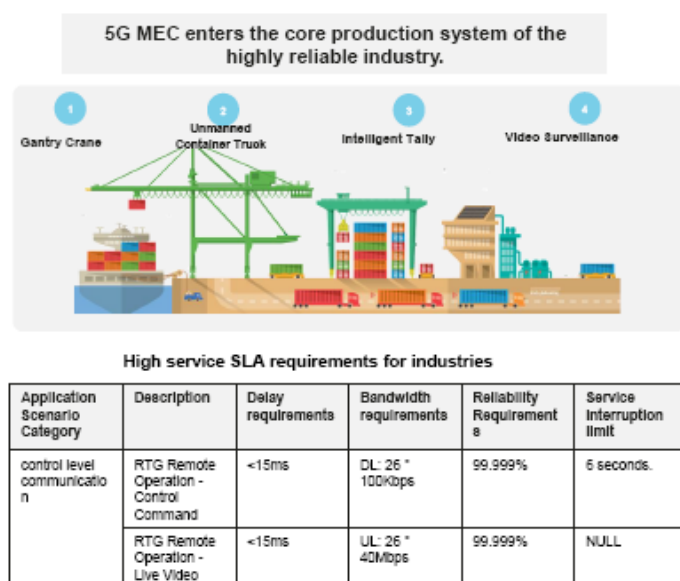 5G MEC enters the core production system of the
highly reliable industry.
1
2
3
4
Gantry Crane
Unmanned
Container Truck
Intelligent Tally
Video Surveillance
High service SLA requirements for industries
Application
Scenario
Category
Description
Delay
requirements
Bandwidth
requirements
Reliability
Requirement
s
Service
Interruption
limit
control level
communicatio
n
RTG Remote
Operation -
Control
Command
<15ms
DL: 26 *
100Kbps
99.999%
6 seconds.
RTG Remote
Operation -
Live Video
<15ms
UL: 26 *
40Mbps
99.999%
NULL